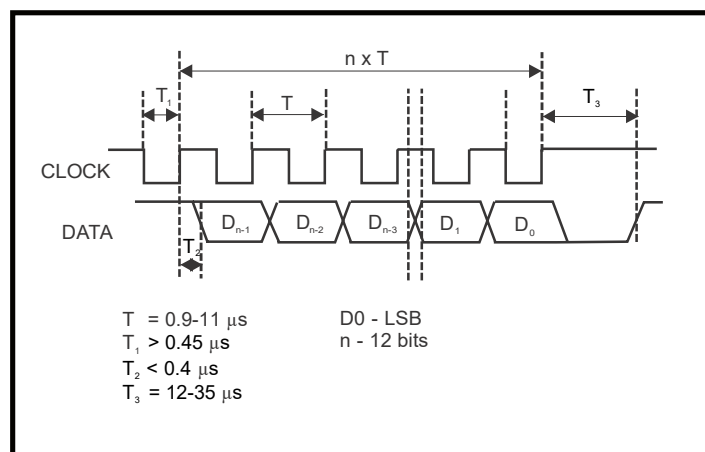 n x T
T₁
T
T₃
CLOCK
DATA
Dₙ₋₁
Dₙ₋₂
Dₙ₋₃
D₁
D₀
T₂
T = 0.9-11 μs
T₁ > 0.45 μs
T₂ < 0.4 μs
T₃ = 12-35 μs
D0 - LSB
n - 12 bits